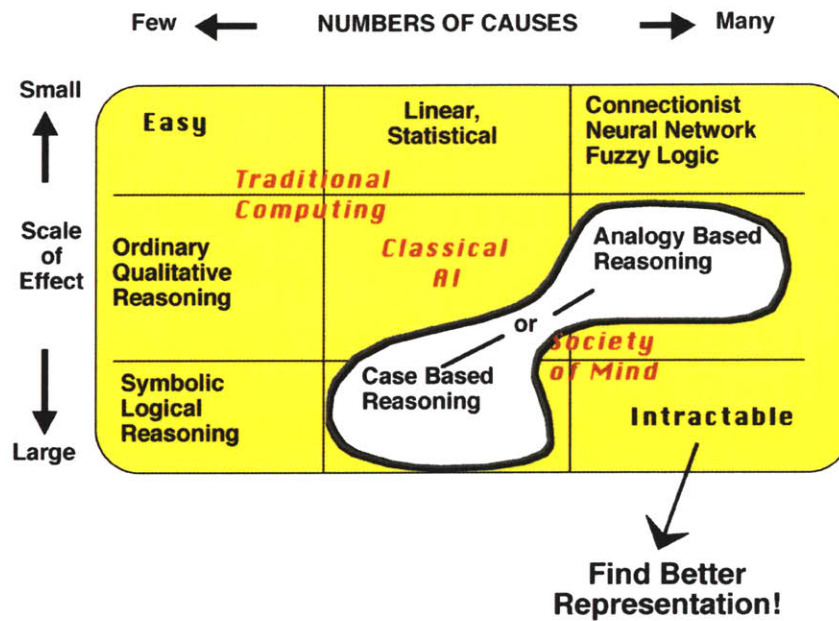 Few NUMBERS OF CAUSES Many
Small
Scale
of
Effect
Large
Easy
Linear,
Statistical
Connectionist
Neural Network
Fuzzy Logic
Traditional
Computing
Ordinary
Qualitative
Reasoning
Classical
AI
Analogy Based
Reasoning
or
Society
of Mind
Symbolic
Logical
Reasoning
Case Based
Reasoning
Intractable
Find Better
Representation!